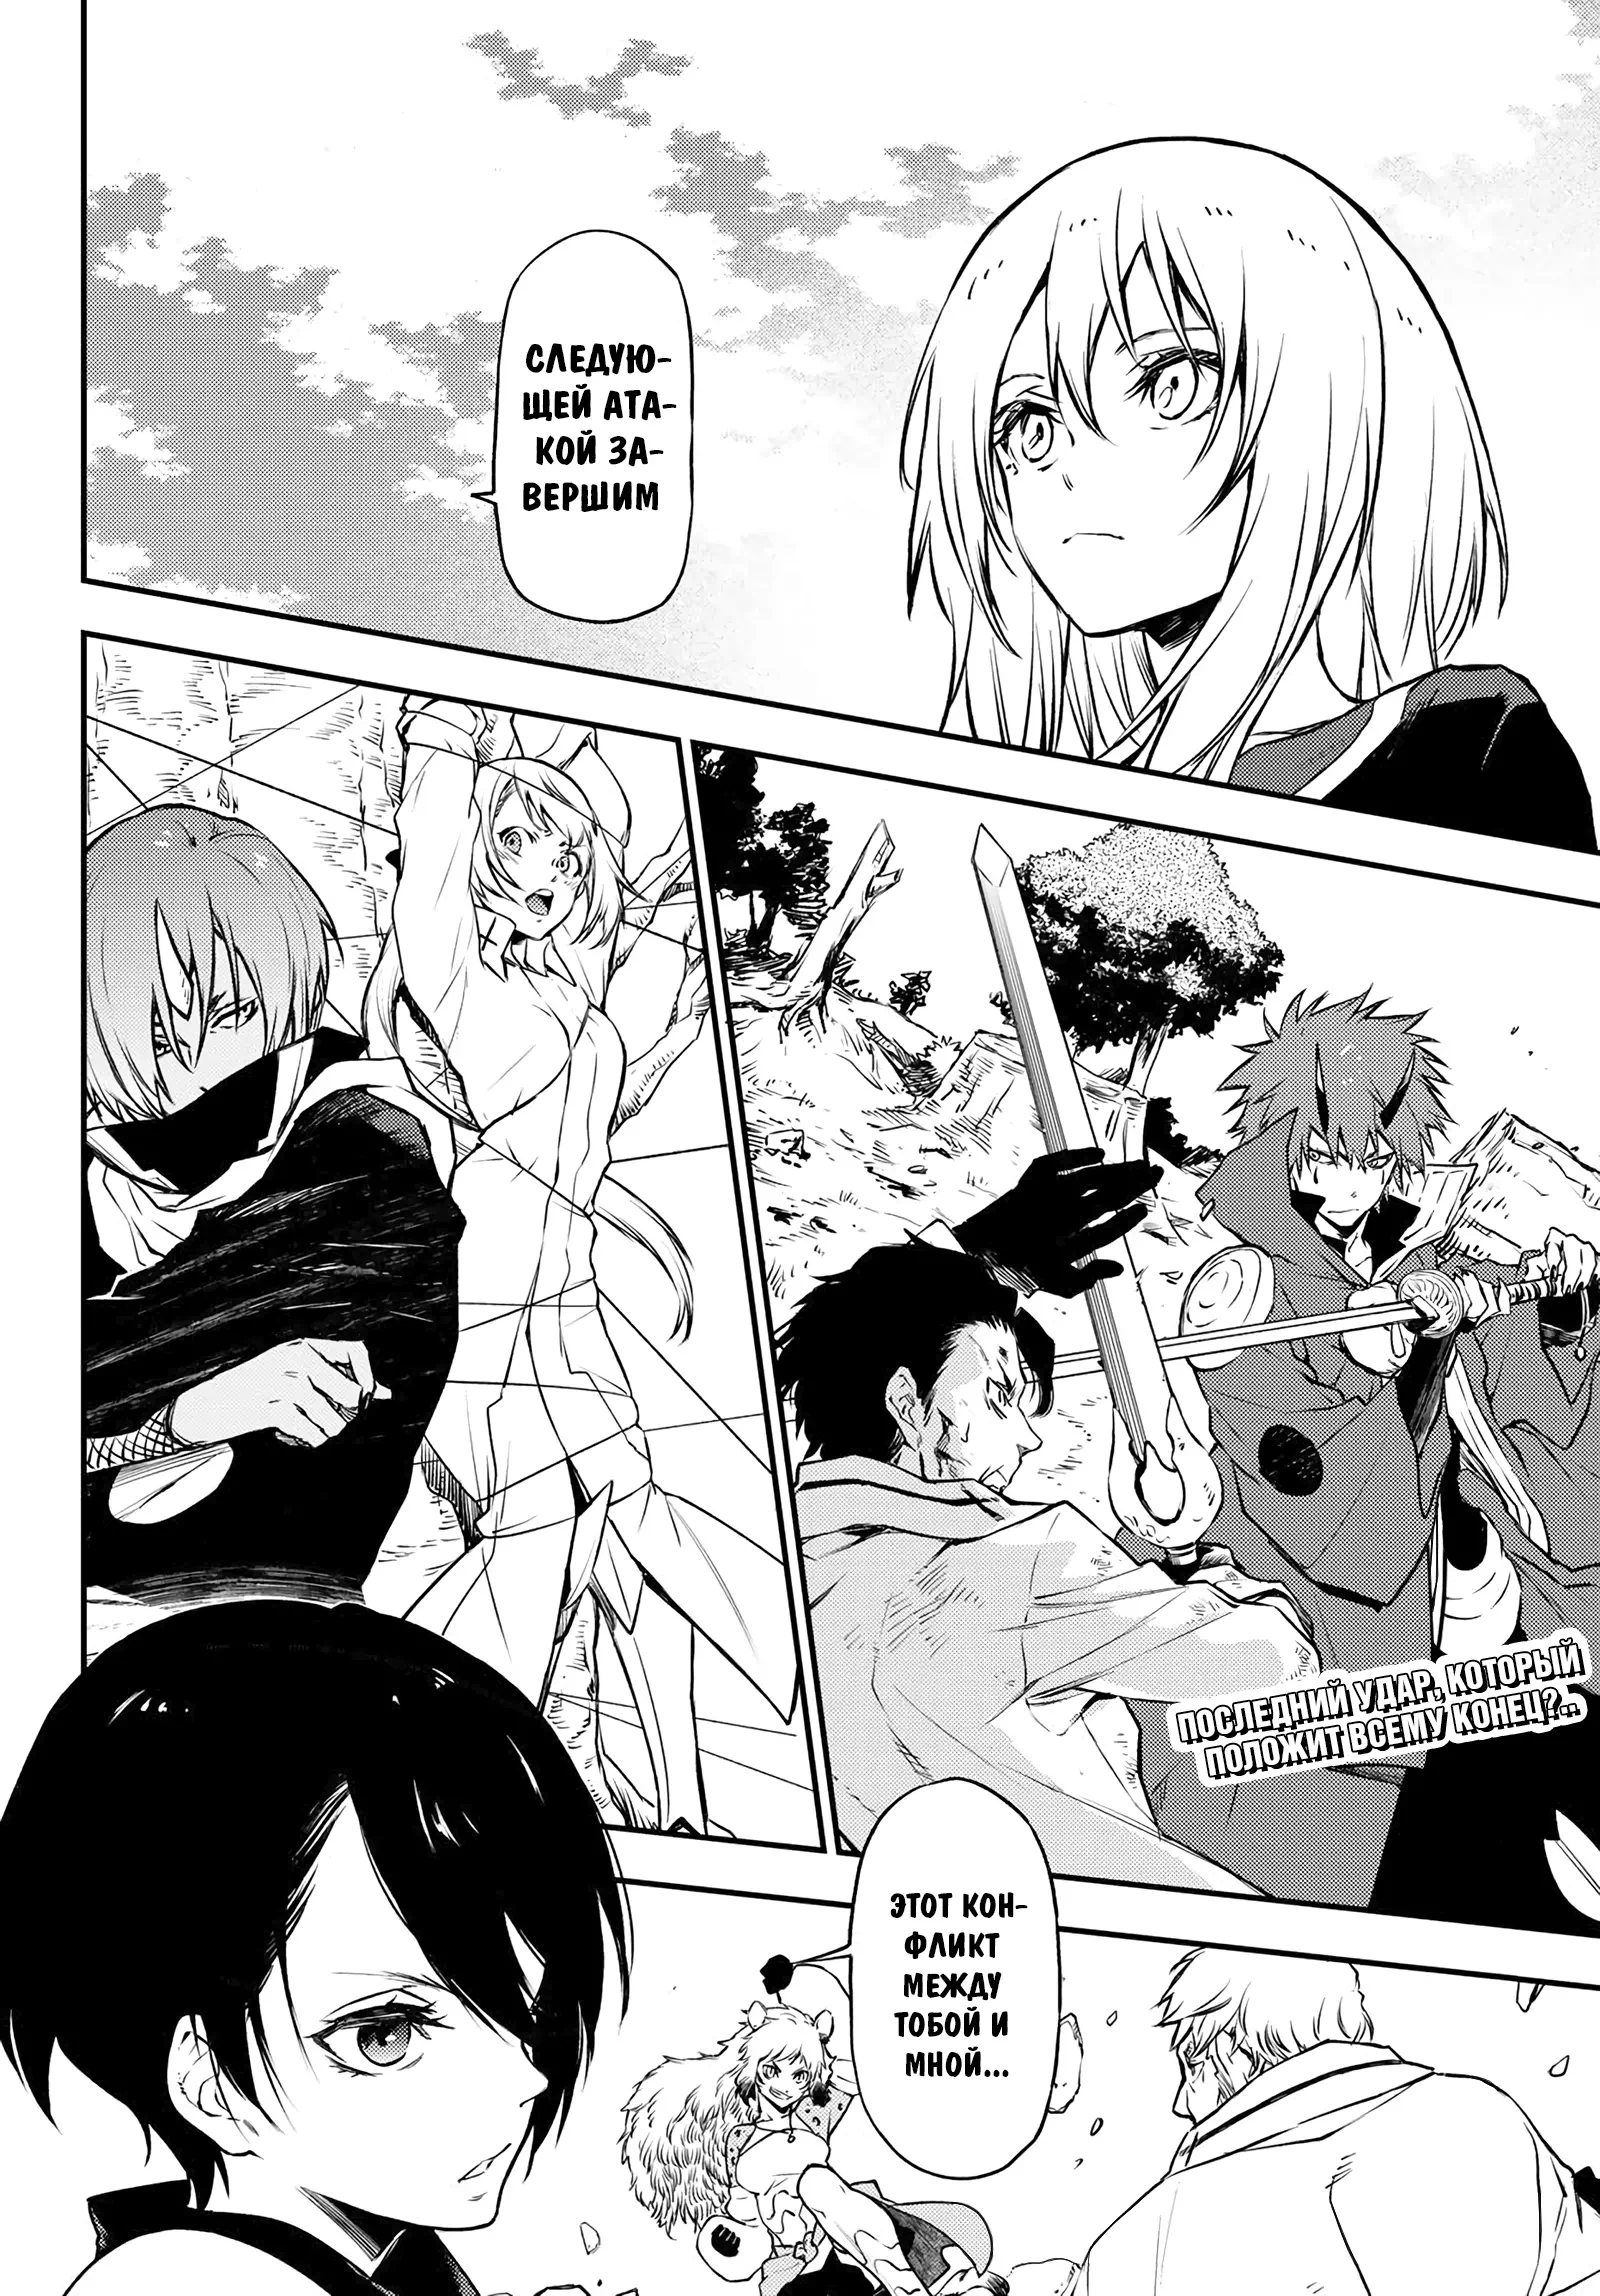 СЛЕДУЮ-
ЩЕЙ АТА-
КОЙ ЗА-
ВЕРШИМ
ПОСЛЕДНИЙ УДАР, КОТОРЫЙ
ПОЛОЖИТ ВСЕМУ КОНЕЦ?..
ЭТОТ КОН-
ФЛИКТ
МЕЖДУ
ТОБОЙ И
МНОЙ...